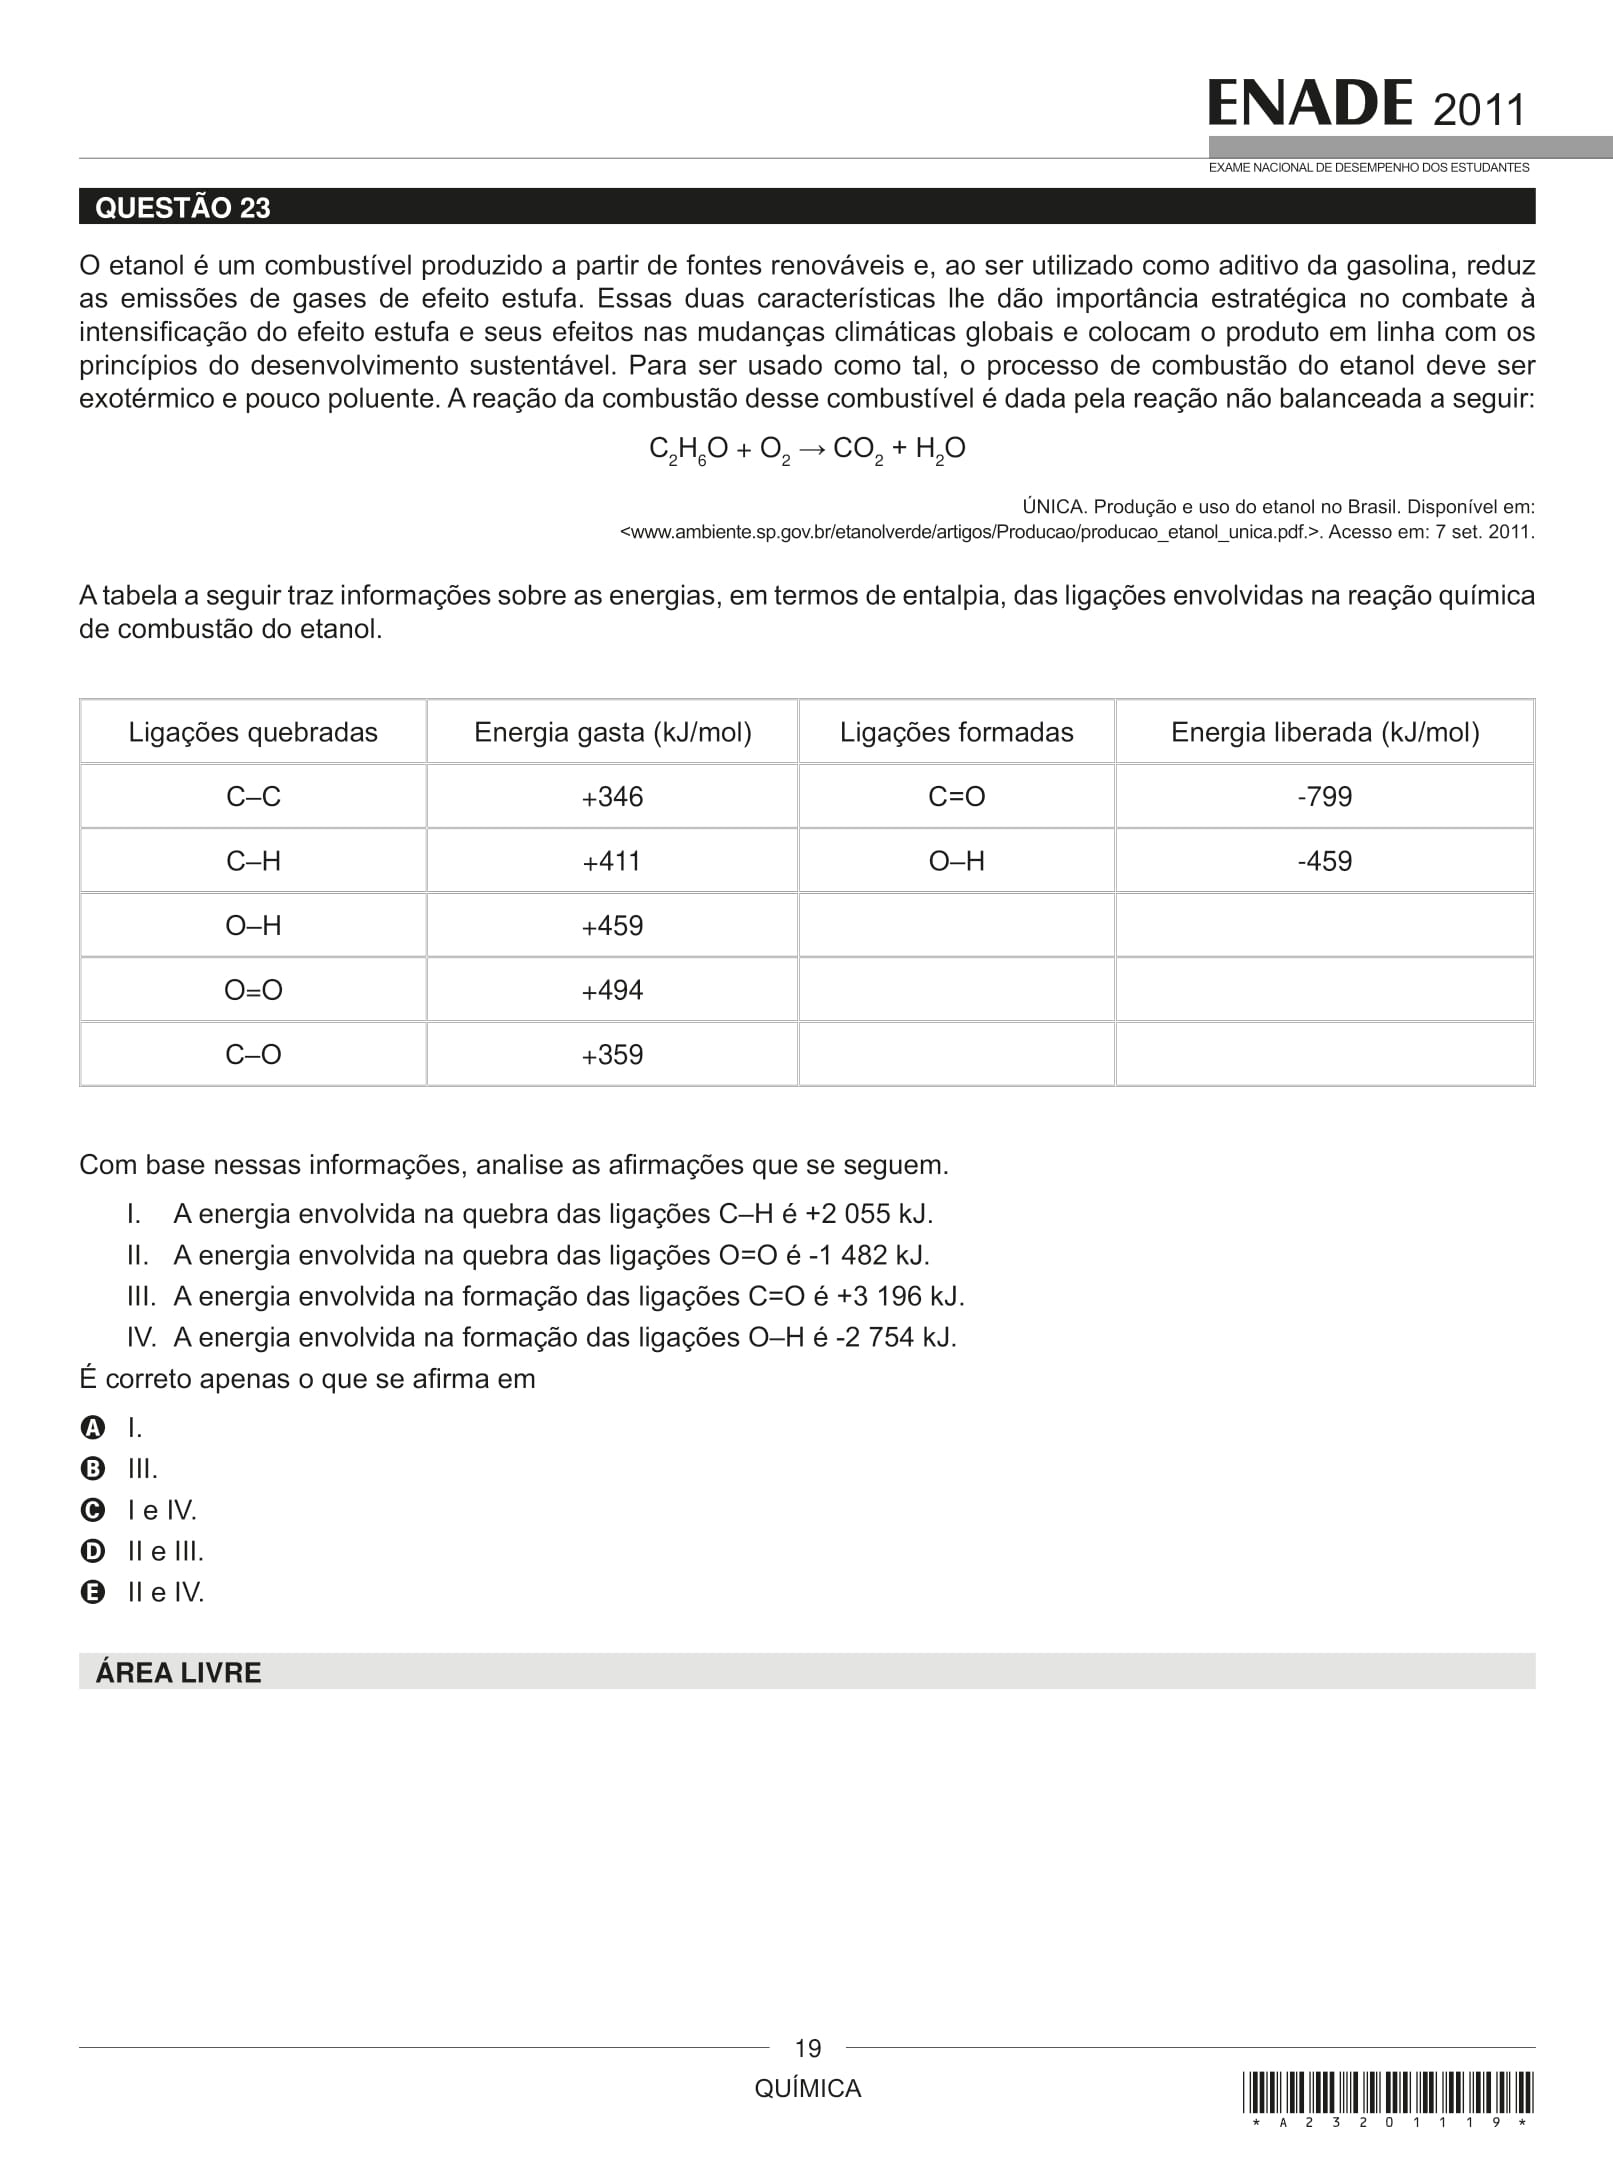 ENADE 2011
EXAME NACIONAL DE DESEMPENHO DOS ESTUDANTES
QUESTÃO 23
O etanol é um combustível produzido a partir de fontes renováveis e, ao ser utilizado como aditivo da gasolina, reduz
as emissões de gases de efeito estufa. Essas duas características lhe dão importância estratégica no combate à
intensificação do efeito estufa e seus efeitos nas mudanças climáticas globais e colocam o produto em linha com os
princípios do desenvolvimento sustentável. Para ser usado como tal, o processo de combustão do etanol deve ser
exotérmico e pouco poluente. A reação da combustão desse combustível é dada pela reação não balanceada a seguir:
C₂H₆O + O₂ → CO₂ + H₂O
ÚNICA. Produção e uso do etanol no Brasil. Disponível em:
<www.ambiente.sp.gov.br/etanolverde/artigos/Producao/producao_etanol_unica.pdf.>. Acesso em: 7 set. 2011.
A tabela a seguir traz informações sobre as energias, em termos de entalpia, das ligações envolvidas na reação química
de combustão do etanol.
Ligações quebradas Energia gasta (kJ/mol) Ligações formadas Energia liberada (kJ/mol)
C–C +346 C=O -799
C–H +411 O–H -459
O–H +459
O=O +494
C–O +359
Com base nessas informações, analise as afirmações que se seguem.
I. A energia envolvida na quebra das ligações C–H é +2 055 kJ.
II. A energia envolvida na quebra das ligações O=O é -1 482 kJ.
III. A energia envolvida na formação das ligações C=O é +3 196 kJ.
IV. A energia envolvida na formação das ligações O–H é -2 754 kJ.
É correto apenas o que se afirma em
A I.
B III.
C I e IV.
D II e III.
E II e IV.
ÁREA LIVRE
19
QUÍMICA
* A 2 3 2 0 1 1 1 9 *